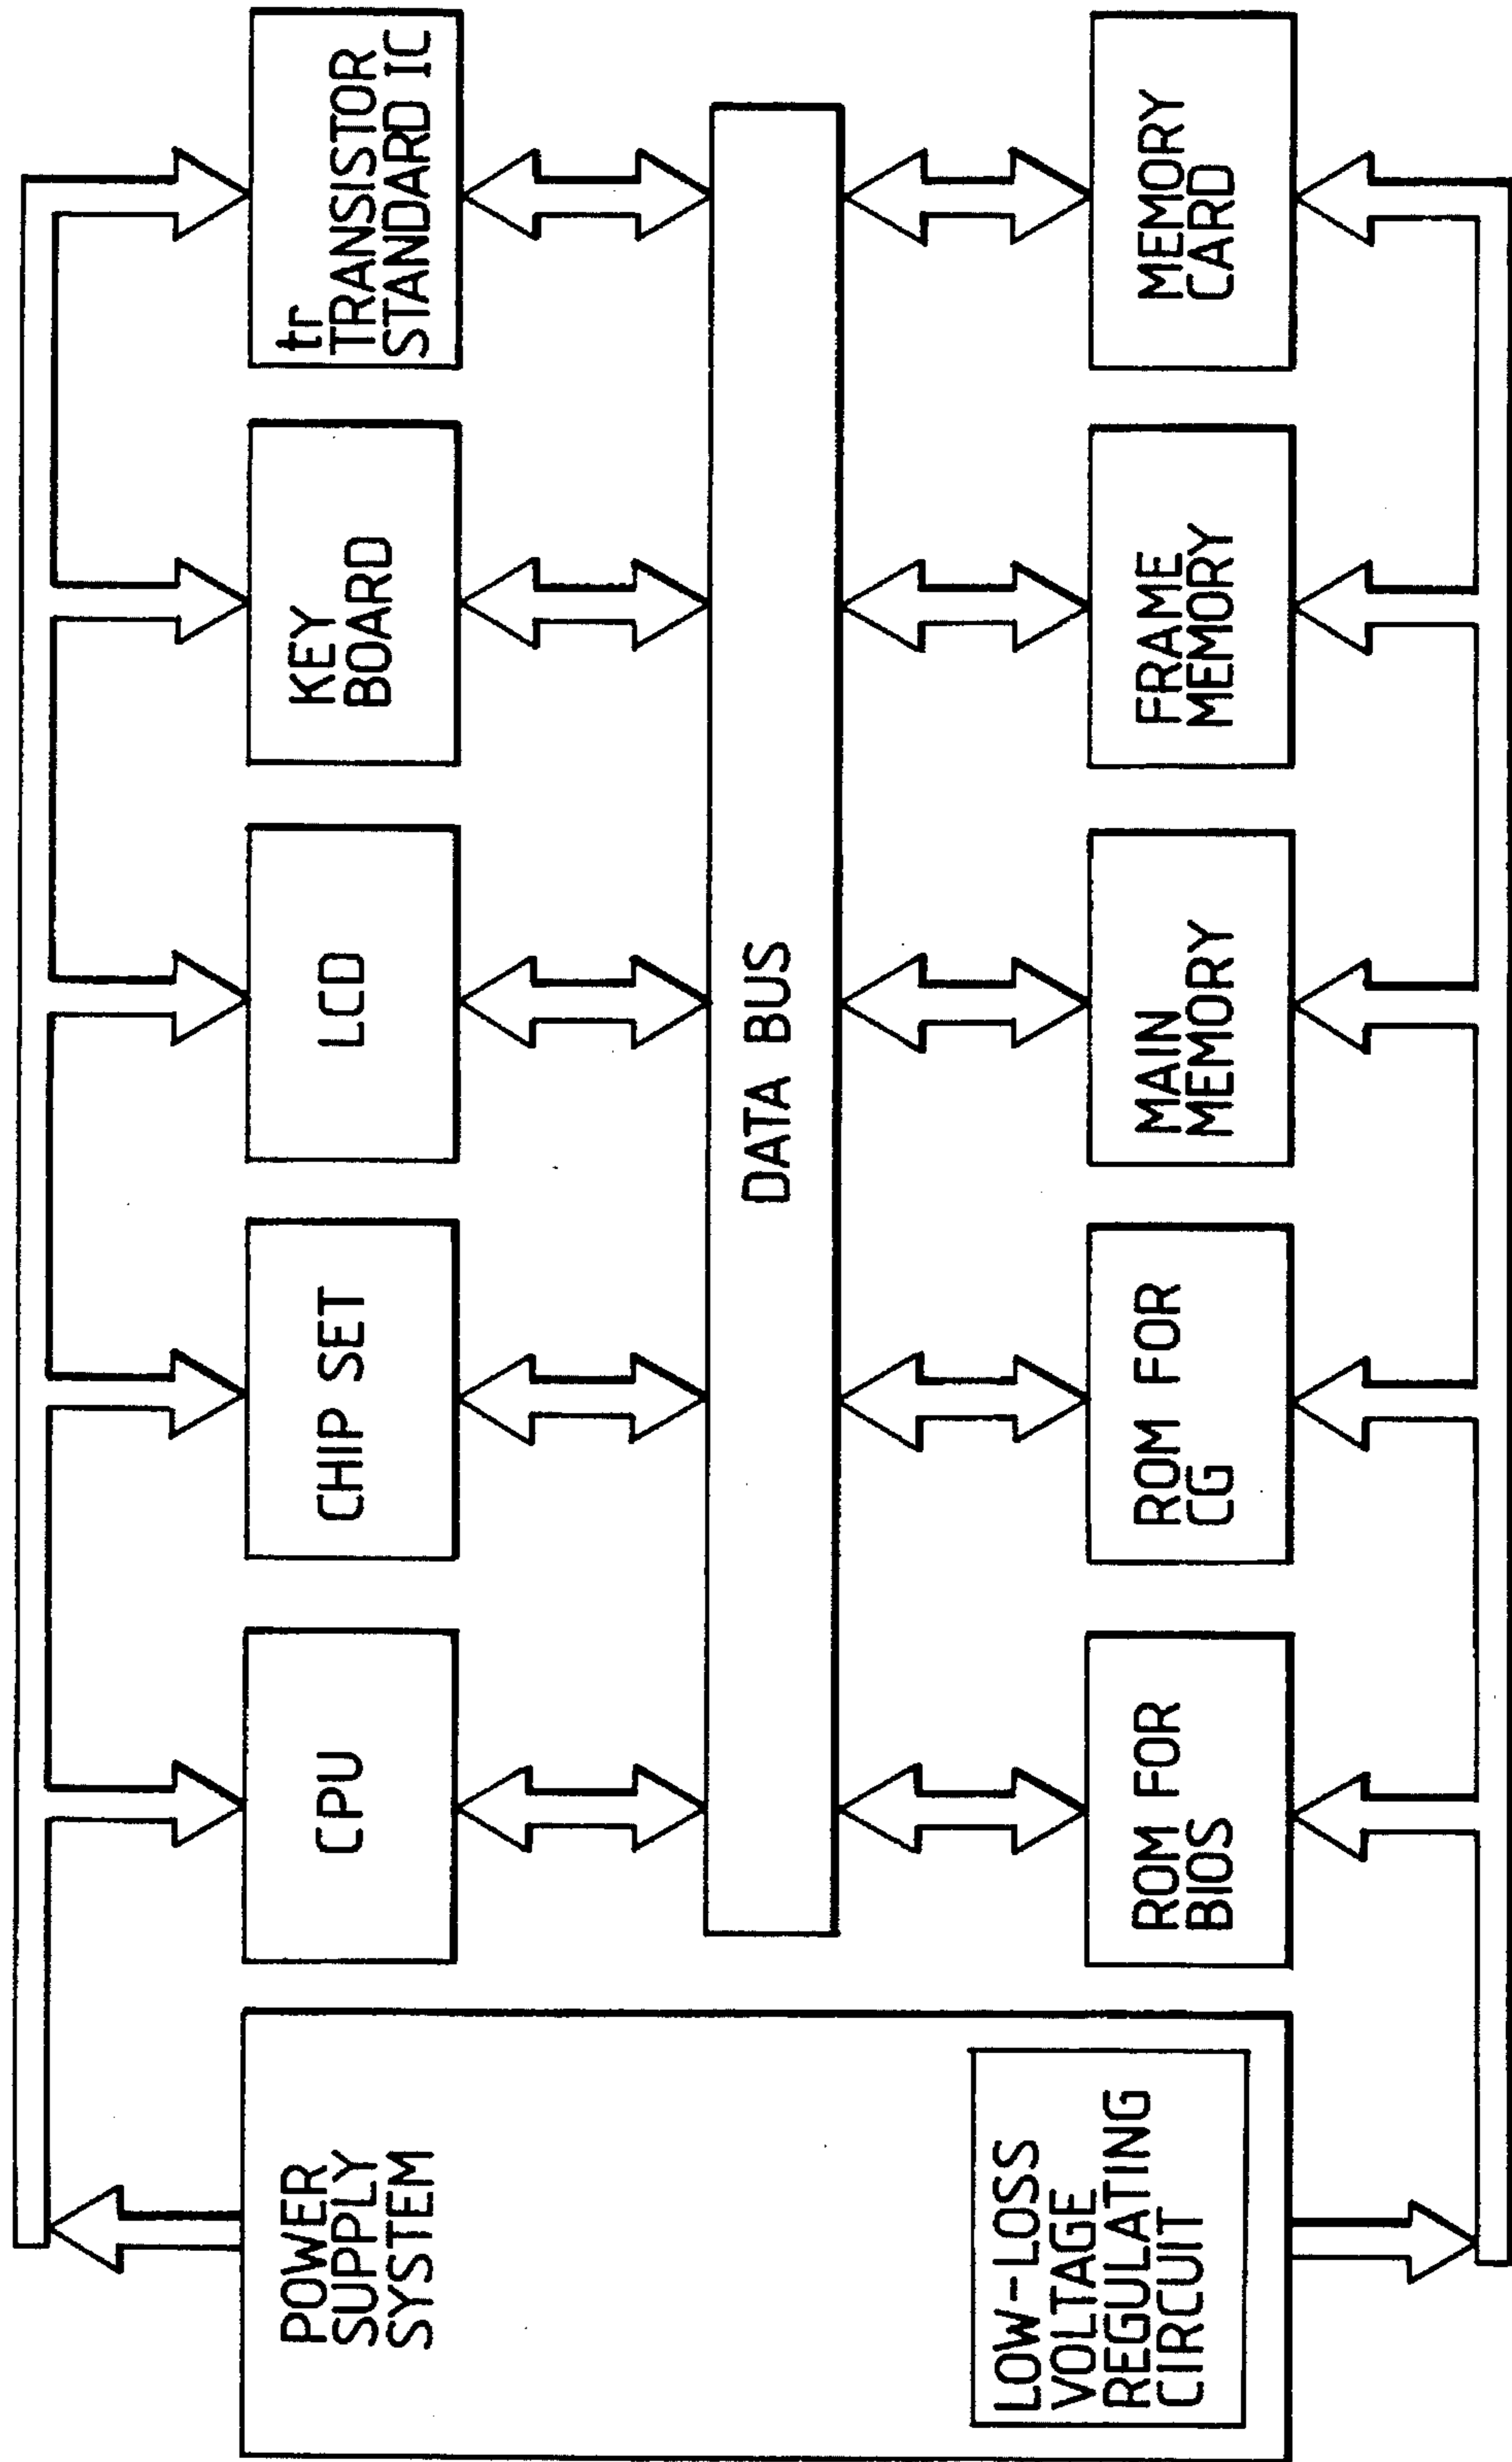 POWER
SUPPLY
SYSTEM
LOW-LOSS
VOLTAGE
REGULATING
CIRCUIT
CPU
CHIP SET
LCD
KEY
BOARD
tr
TRANSISTOR
STANDARD IC
DATA BUS
ROM FOR
BIOS
ROM FOR
CG
MAIN
MEMORY
FRAME
MEMORY
MEMORY
CARD